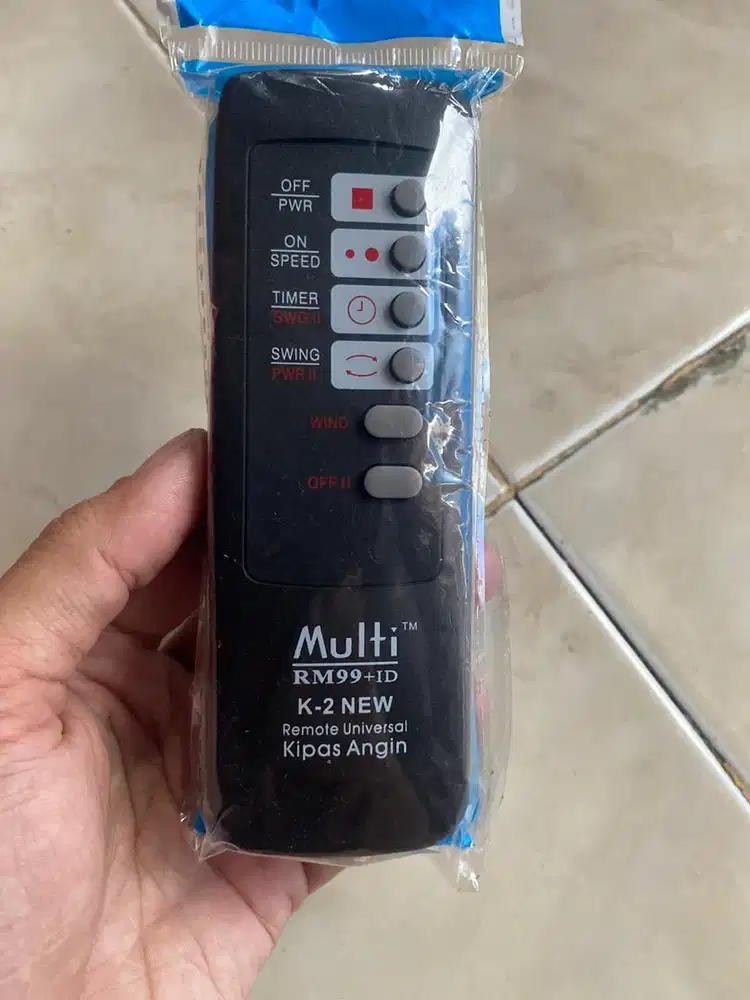 OFF
PWR
ON
SPEED
TIMER
SWG II
SWING
PWR II
WIND
OFF II
Multi™
RM99+ID
K-2 NEW
Remote Universal
Kipas Angin